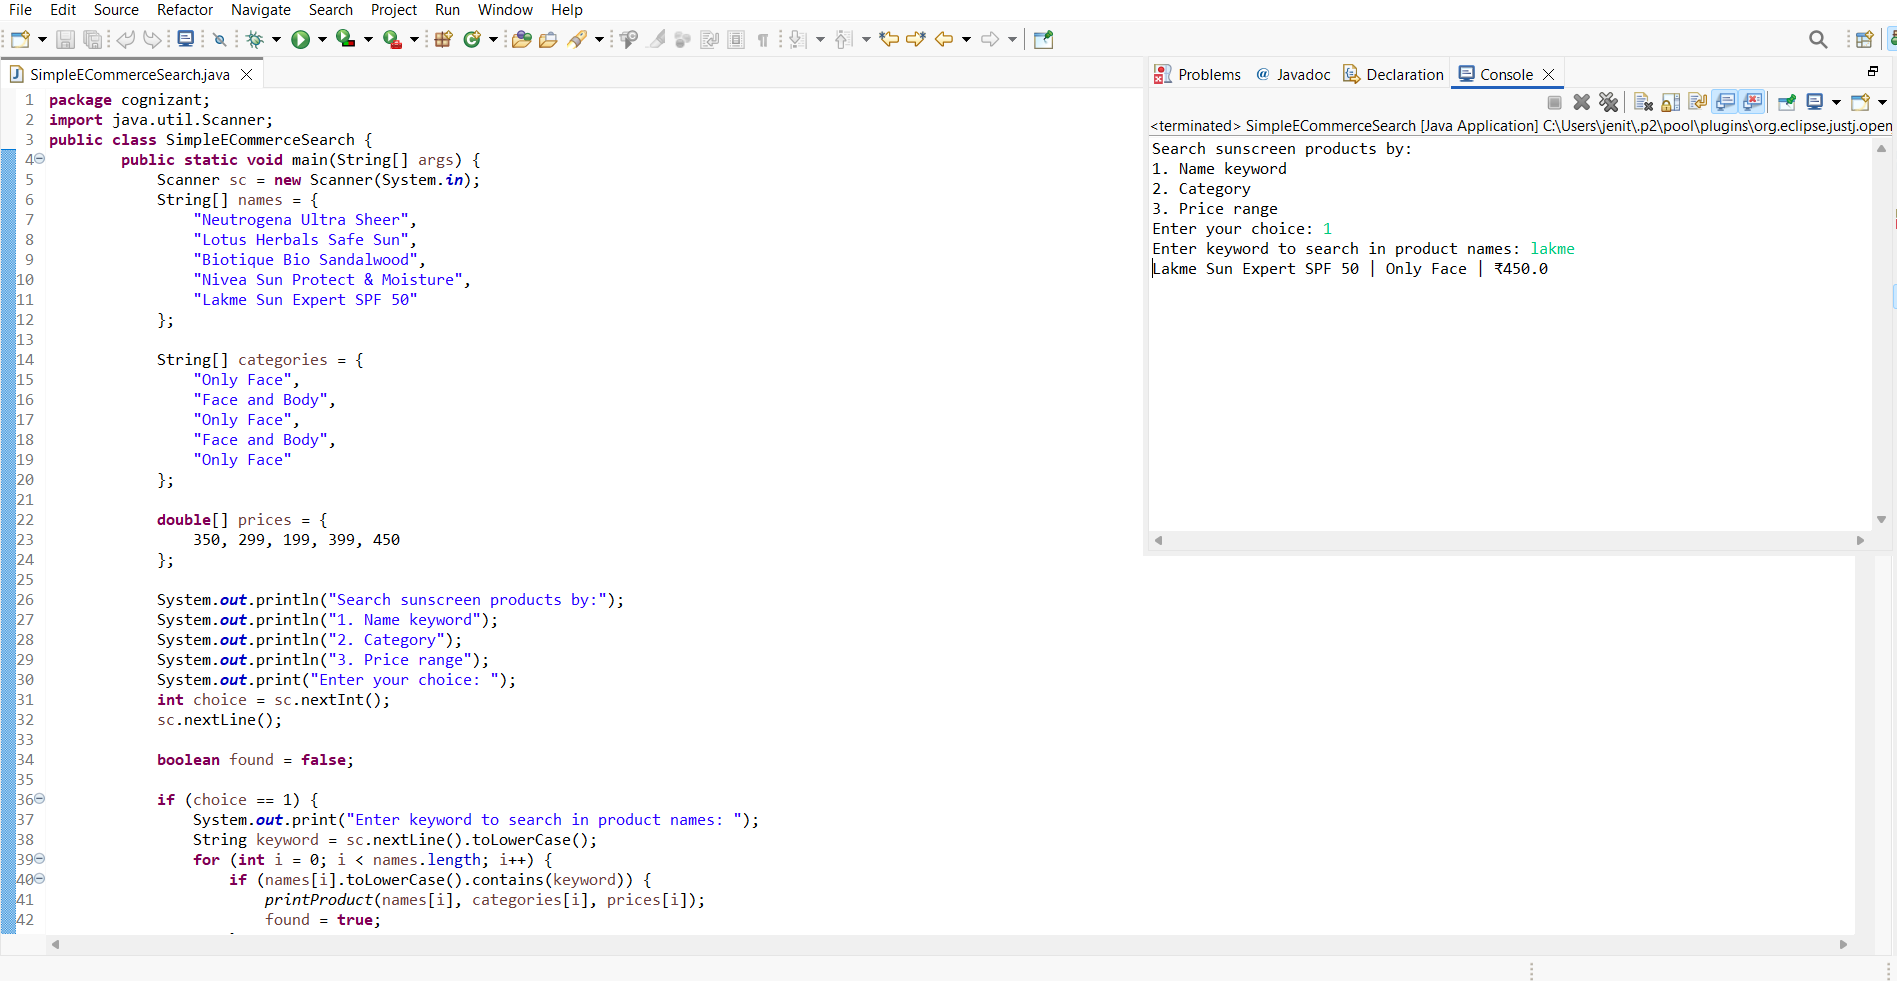 File Edit Source Refactor Navigate Search Project Run Window Help
SimpleECommerceSearch.java
1 package cognizant;
2 import java.util.Scanner;
3 public class SimpleECommerceSearch {
4 public static void main(String[] args) {
5 Scanner sc = new Scanner(System.in);
6 String[] names = {
7 "Neutrogena Ultra Sheer",
8 "Lotus Herbals Safe Sun",
9 "Biotique Bio Sandalwood",
10 "Nivea Sun Protect & Moisture",
11 "Lakme Sun Expert SPF 50"
12 };
13
14 String[] categories = {
15 "Only Face",
16 "Face and Body",
17 "Only Face",
18 "Face and Body",
19 "Only Face"
20 };
21
22 double[] prices = {
23 350, 299, 199, 399, 450
24 };
25
26 System.out.println("Search sunscreen products by:");
27 System.out.println("1. Name keyword");
28 System.out.println("2. Category");
29 System.out.println("3. Price range");
30 System.out.print("Enter your choice: ");
31 int choice = sc.nextInt();
32 sc.nextLine();
33
34 boolean found = false;
35
36 if (choice == 1) {
37 System.out.print("Enter keyword to search in product names: ");
38 String keyword = sc.nextLine().toLowerCase();
39 for (int i = 0; i < names.length; i++) {
40 if (names[i].toLowerCase().contains(keyword)) {
41 printProduct(names[i], categories[i], prices[i]);
42 found = true;
Problems @ Javadoc Declaration Console
<terminated> SimpleECommerceSearch [Java Application] C:\Users\jenit\.p2\pool\plugins\org.eclipse.justj.open
Search sunscreen products by:
1. Name keyword
2. Category
3. Price range
Enter your choice: 1
Enter keyword to search in product names: lakme
Lakme Sun Expert SPF 50 | Only Face | ₹450.0